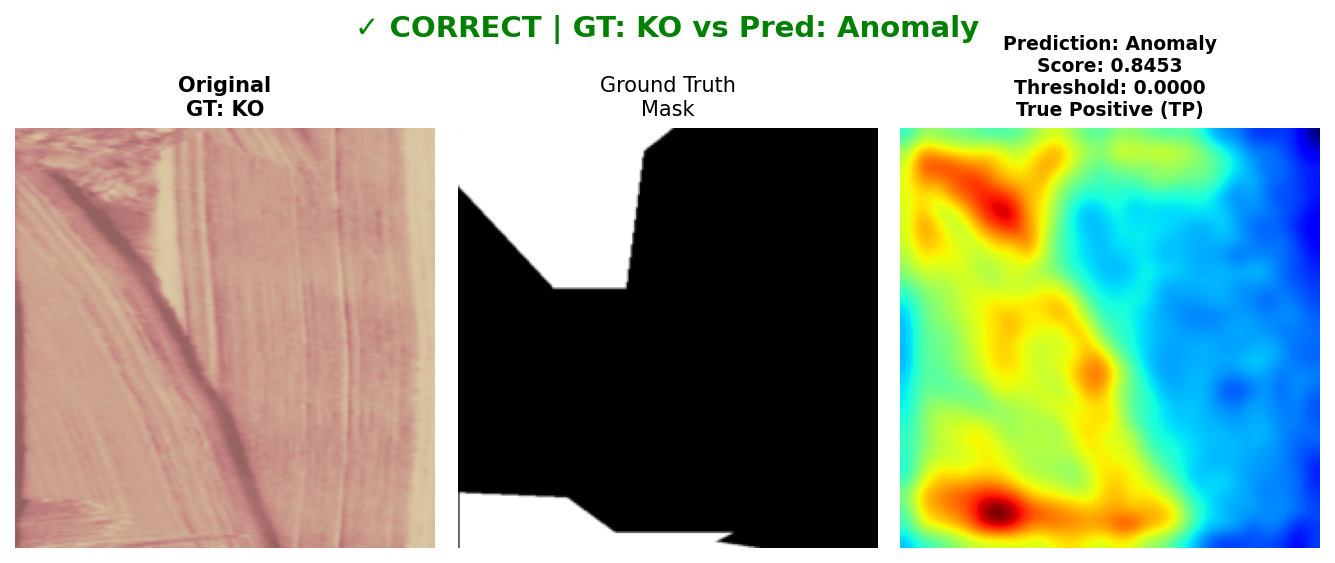 ✓ CORRECT | GT: KO vs Pred: Anomaly
Original
GT: KO
Ground Truth
Mask
Prediction: Anomaly
Score: 0.8453
Threshold: 0.0000
True Positive (TP)